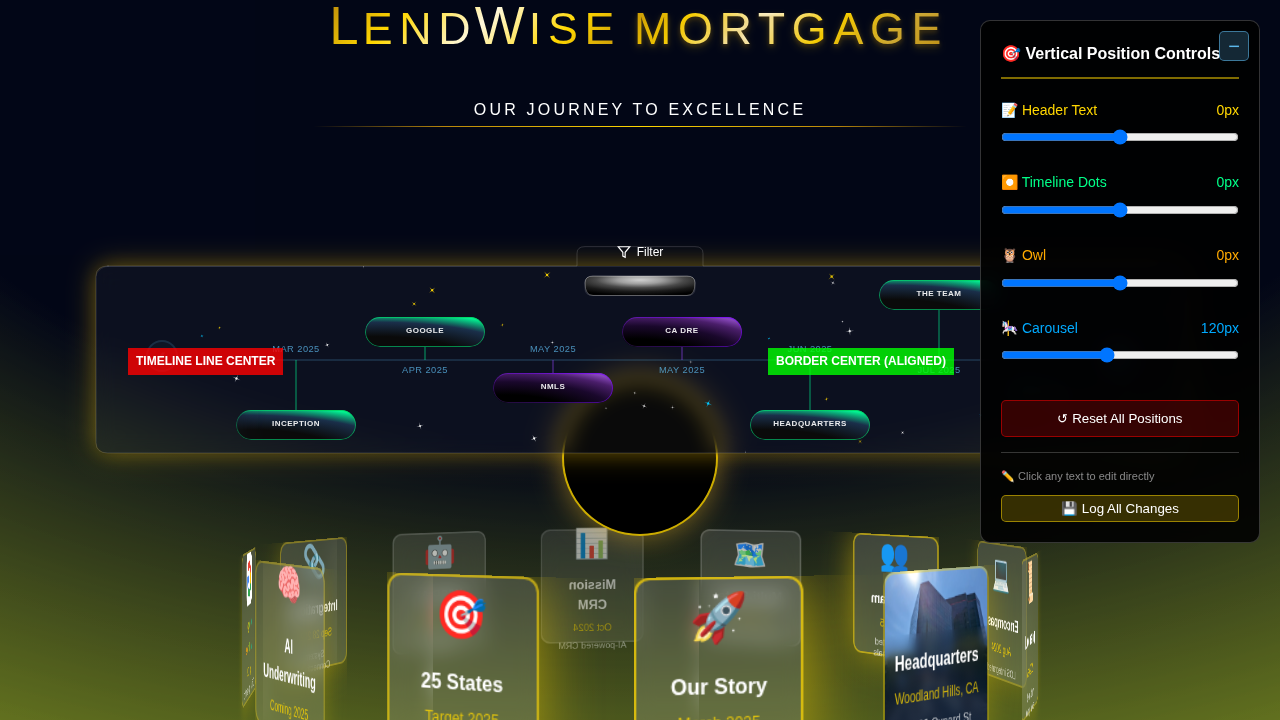 LENDWISE MORTGAGE
OUR JOURNEY TO EXCELLENCE
Filter
THE TEAM
GOOGLE
CA DRE
MAR 2025
MAY 2025
JUN 2025
TIMELINE LINE CENTER
BORDER CENTER (ALIGNED)
APR 2025
MAY 2025
NMLS
INCEPTION
HEADQUARTERS
Vertical Position Controls
−
Header Text 0px
Timeline Dots 0px
Owl 0px
Carousel 120px
↺ Reset All Positions
Click any text to edit directly
Log All Changes
Mission
CRM
Oct 2024
AI-powered CRM
AI
Underwriting
Coming 2025
25 States
Target 2025
Our Story
March 2025
Headquarters
Woodland Hills, CA